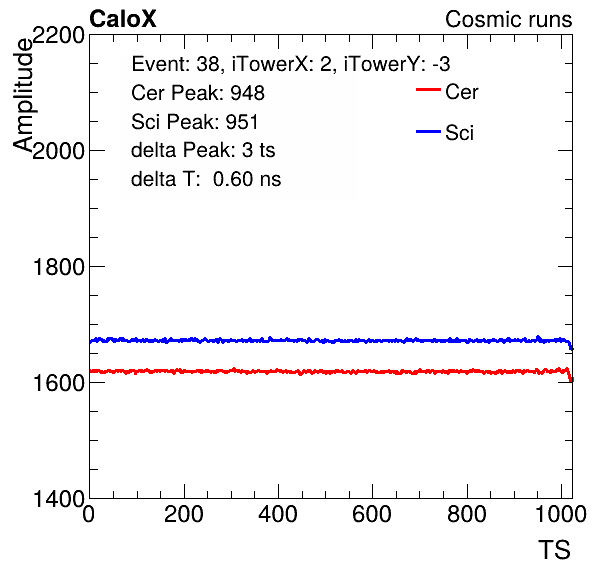 CaloX Cosmic runs
Event: 38, iTowerX: 2, iTowerY: -3
Cer Peak: 948
Sci Peak: 951
delta Peak: 3 ts
delta T: 0.60 ns
Cer
Sci
Amplitude
2200
2000
1800
1600
1400
0 200 400 600 800 1000
TS